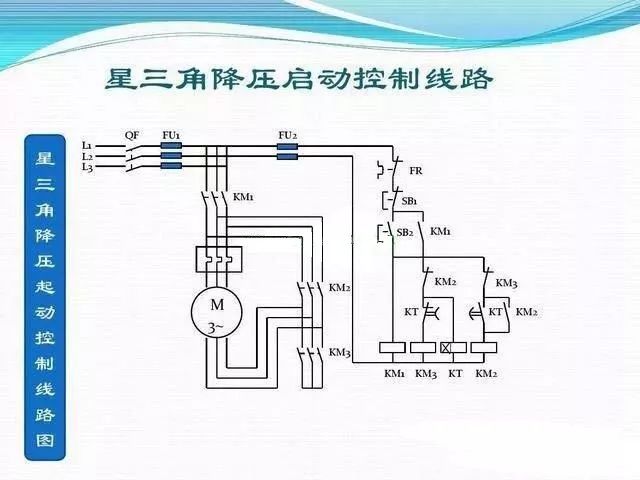 星三角降压启动控制线路
星三角降压起动控制线路图
QF FU1 FU2
L1
L2
L3
FR
KM1 SB1
SB2 KM1
KM2 KM2 KM3
M
3~
KT KT KM2
KM3
KM1 KM3 KT KM2